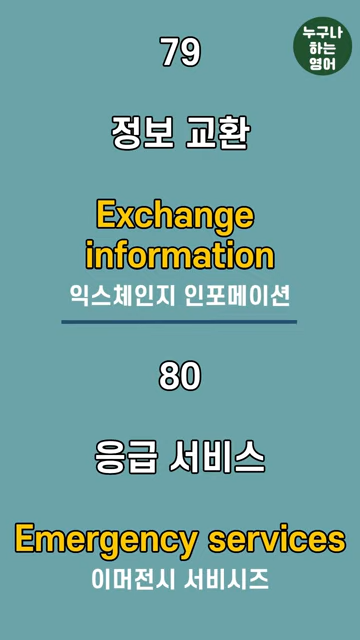 누구나
하는
영어
79
정보 교환
Exchange
information
익스체인지 인포메이션
80
응급 서비스
Emergency services
이머전시 서비시즈